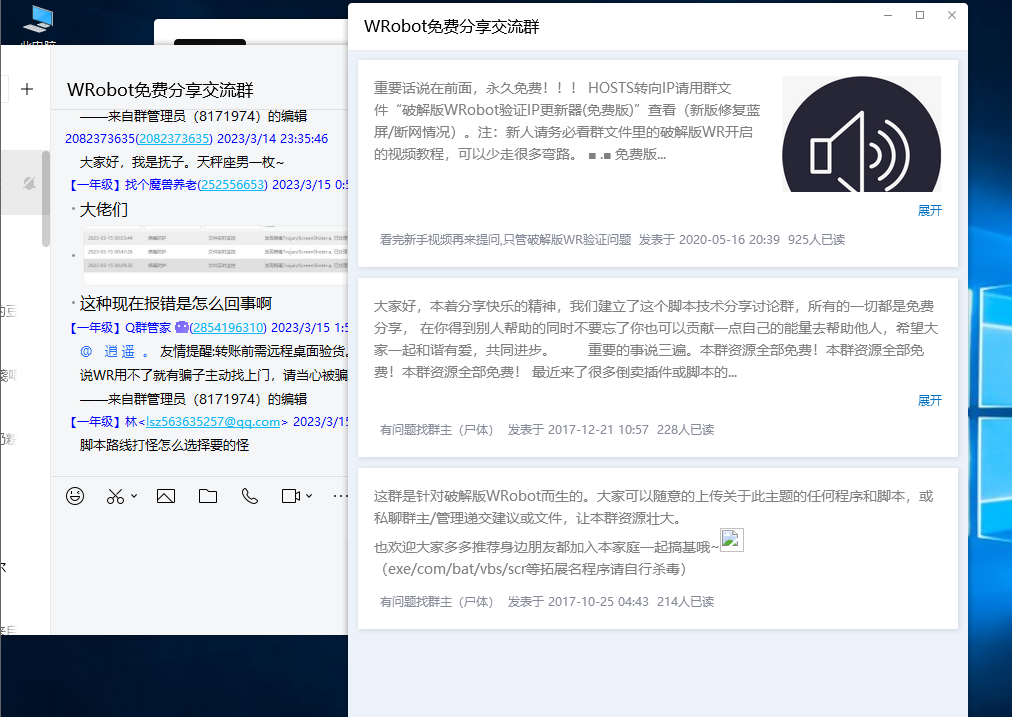 WRobot免费分享交流群
——来自群管理员（8171974）的编辑
2082373635(2082373635) 2023/3/14 23:35:46
大家好，我是抚子。天秤座男一枚~
【一年级】找个魔兽养老(252556653) 2023/3/15 0:5
大佬们
这种现在报错是怎么回事啊
【一年级】Q群管家(2854196310) 2023/3/15 1:5
@ 逍遥 。 友情提醒:转账前需远程桌面验货。
说WR用不了就有骗子主动找上门，请当心被骗
——来自群管理员（8171974）的编辑
【一年级】林<lsz563635257@qq.com> 2023/3/15
脚本路线打怪怎么选择要的怪
WRobot免费分享交流群
重要话说在前面，永久免费！！！ HOSTS转向IP请用群文
件“破解版WRobot验证IP更新器(免费版)”查看（新版修复蓝
屏/断网情况）。注：新人请务必看群文件里的破解版WR开启
的视频教程，可以少走很多弯路。 ■ .■ 免费版...
展开
看完新手视频再来提问,只管破解版WR验证问题 发表于 2020-05-16 20:39 925人已读
大家好，本着分享快乐的精神，我们建立了这个脚本技术分享讨论群，所有的一切都是免费
分享， 在你得到别人帮助的同时不要忘了你也可以贡献一点自己的能量去帮助他人，希望大
家一起和谐有爱，共同进步。 重要的事说三遍。本群资源全部免费！本群资源全部免
费！本群资源全部免费！ 最近来了很多倒卖插件或脚本的...
展开
有问题找群主（尸体） 发表于 2017-12-21 10:57 228人已读
这群是针对破解版WRobot而生的。大家可以随意的上传关于此主题的任何程序和脚本，或
私聊群主/管理递交建议或文件，让本群资源壮大。
也欢迎大家多多推荐身边朋友都加入本家庭一起搞基哦~
（exe/com/bat/vbs/scr等拓展名程序请自行杀毒）
有问题找群主（尸体） 发表于 2017-10-25 04:43 214人已读